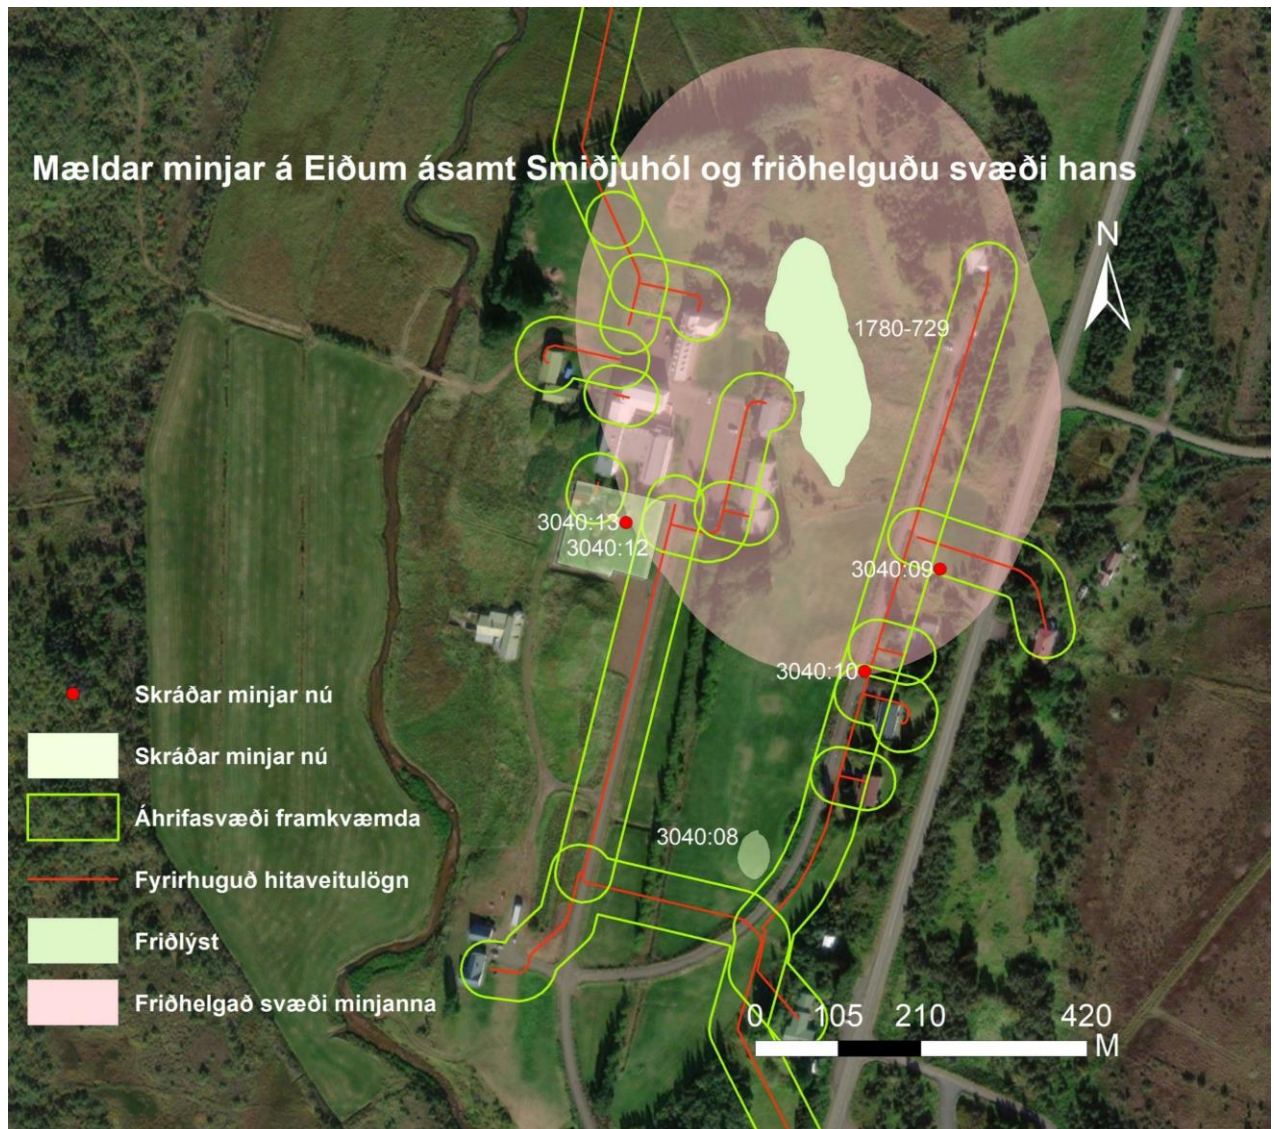 Mældar minjar á Eiðum ásamt Smiðjuhól og friðhelguðu svæði hans
N
1780-729
3040:13
3040:12
3040:09
3040:10
3040:08
Skráðar minjar nú
Skráðar minjar nú
Áhrifasvæði framkvæmda
Fyrirhuguð hitaveitulögn
Friðlýst
Friðhelgað svæði minjanna
0 105 210 420
M